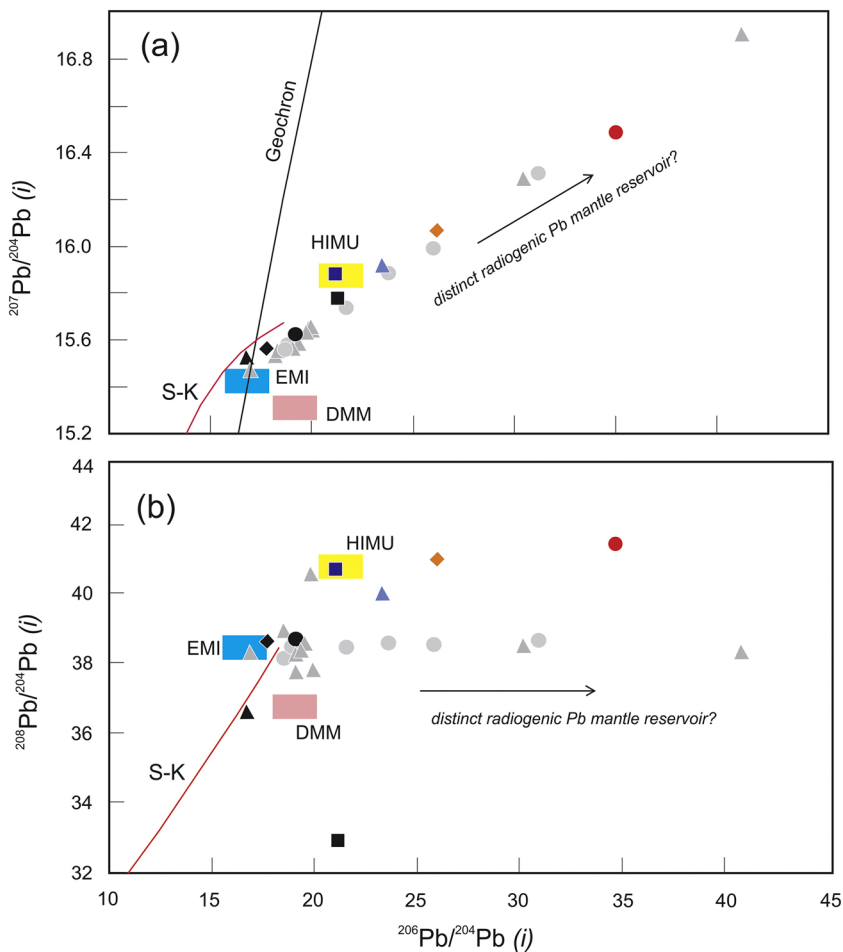 (a)
16.8
16.4
16.0
15.6
15.2
207Pb/204Pb (i)
Geochron
HIMU
distinct radiogenic Pb mantle reservoir?
S-K
EMI
DMM
(b)
44
42
40
38
36
34
32
208Pb/204Pb (i)
HIMU
EMI
distinct radiogenic Pb mantle reservoir?
DMM
S-K
10
15
20
25
30
35
40
45
206Pb/204Pb (i)